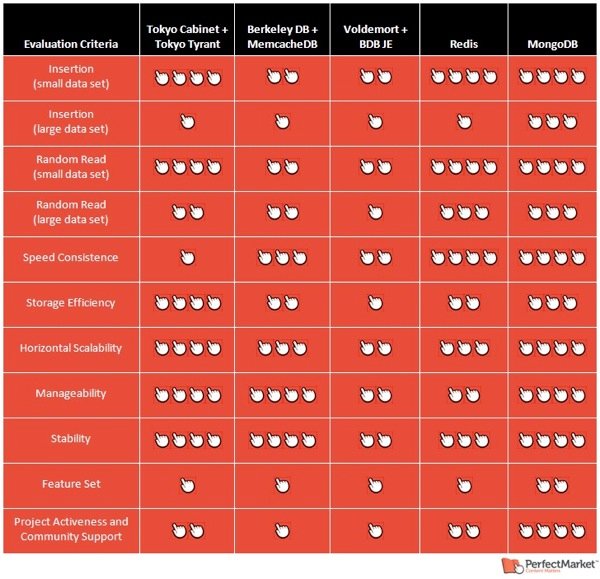 Evaluation Criteria
Tokyo Cabinet +
Tokyo Tyrant
Berkeley DB +
MemcacheDB
Voldemort +
BDB JE
Redis
MongoDB
Insertion
(small data set)
Insertion
(large data set)
Random Read
(small data set)
Random Read
(large data set)
Speed Consistence
Storage Efficiency
Horizontal Scalability
Manageability
Stability
Feature Set
Project Activeness and
Community Support
PerfectMarket™
Content Matters